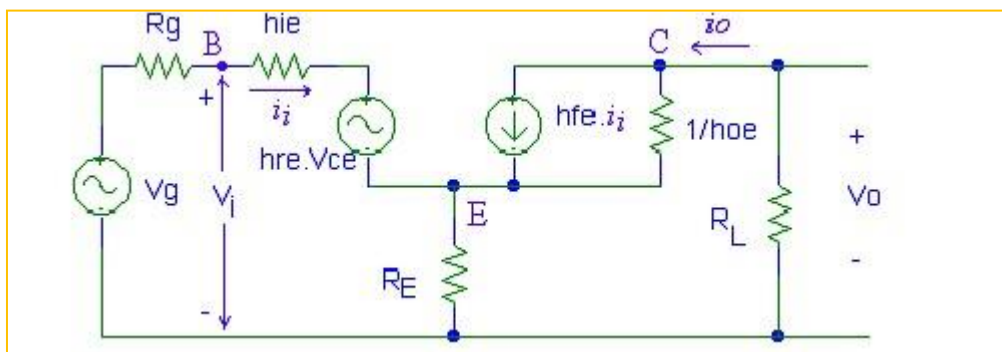 Rg
B
hie
C
io
+
ii
hfe.ii
1/hoe
+
hre.Vce
Vg
Vi
E
Vo
RL
RE
-
-